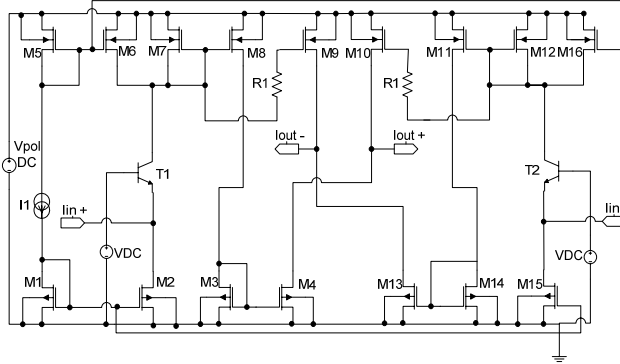 M5 M6 M7 M8 M9 M10 M11 M12 M16
R1 R1
Iout - Iout +
Vpol
DC
T1 T2
I1 Iin + Iin
VDC VDC
M1 M2 M3 M4 M13 M14 M15